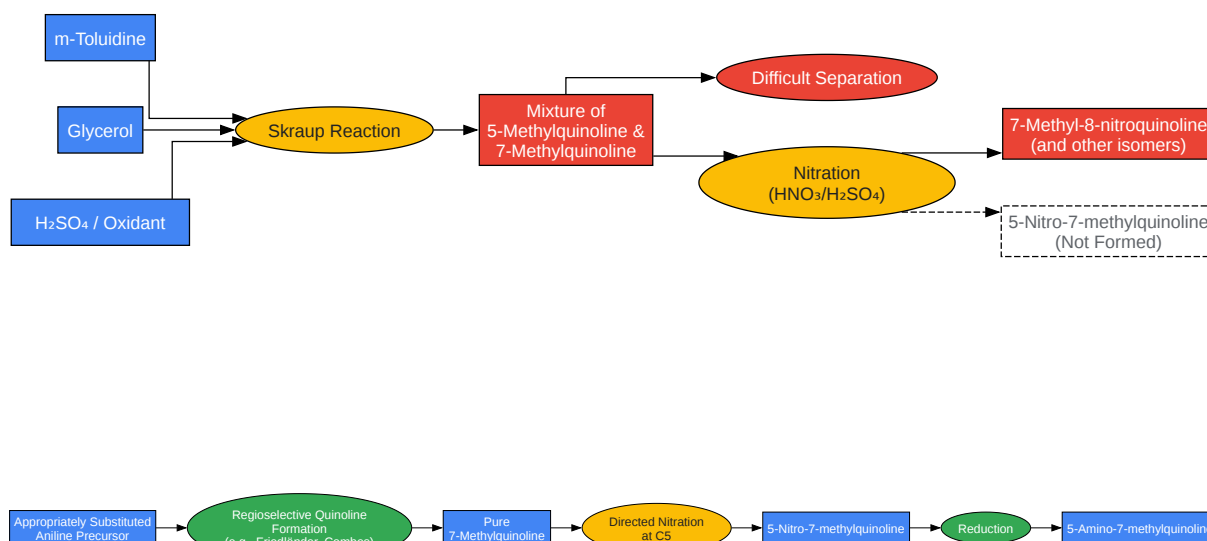 m-Toluidine
Glycerol
H₂SO₄ / Oxidant
Skraup Reaction
Mixture of
5-Methylquinoline &
7-Methylquinoline
Difficult Separation
Nitration
(HNO₃/H₂SO₄)
7-Methyl-8-nitroquinoline
(and other isomers)
5-Nitro-7-methylquinoline
(Not Formed)
Appropriately Substituted
Aniline Precursor
Regioselective Quinoline
Formation
(e.g., Friedländer, Combes)
Pure
7-Methylquinoline
Directed Nitration
at C5
5-Nitro-7-methylquinoline
Reduction
5-Amino-7-methylquinoline